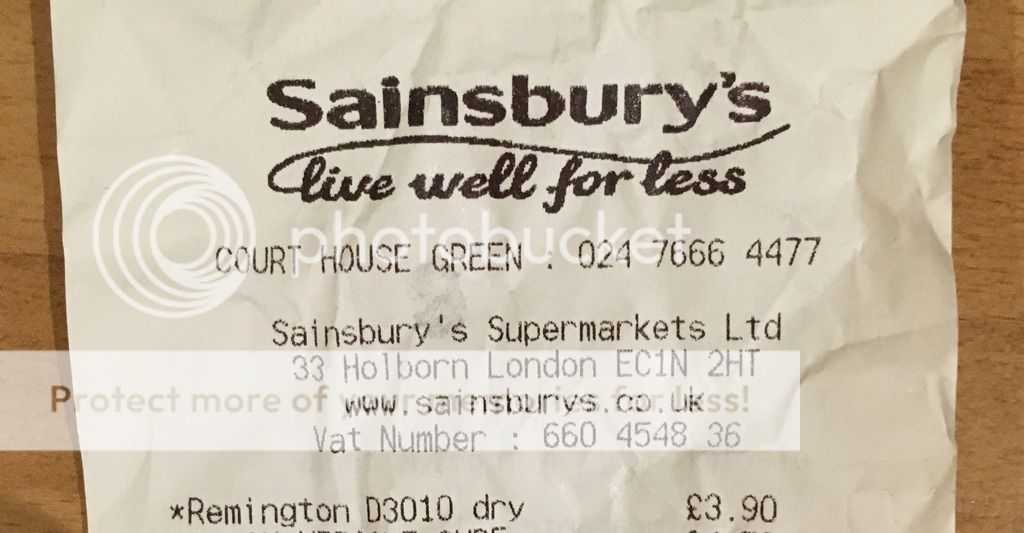 Sainsbury's
live well for less
photobucket
COURT HOUSE GREEN : 024 7666 4477
Sainsbury's Supermarkets Ltd
33 Holborn London EC1N 2HT
Protect more of your memories for less!
www.sainsburys.co.uk
Vat Number : 660 4548 36
*Remington D3010 dry £3.90